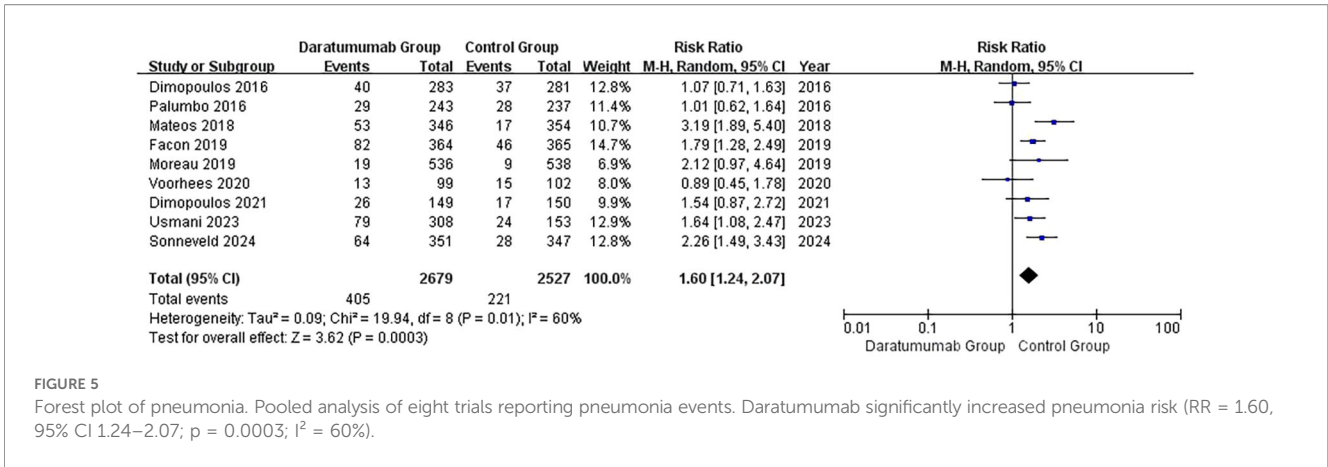 Daratumumab Group Control Group Risk Ratio Risk Ratio
Study or Subgroup Events Total Events Total Weight M-H, Random, 95% CI Year M-H, Random, 95% CI
Dimopoulos 2016 40 283 37 281 12.8% 1.07 [0.71, 1.63] 2016
Palumbo 2016 29 243 28 237 11.4% 1.01 [0.62, 1.64] 2016
Mateos 2018 53 346 17 354 10.7% 3.19 [1.89, 5.40] 2018
Facon 2019 82 364 46 365 14.7% 1.79 [1.28, 2.49] 2019
Moreau 2019 19 536 9 538 6.9% 2.12 [0.97, 4.64] 2019
Voorhees 2020 13 99 15 102 8.0% 0.89 [0.45, 1.78] 2020
Dimopoulos 2021 26 149 17 150 9.9% 1.54 [0.87, 2.72] 2021
Usmani 2023 79 308 24 153 12.9% 1.64 [1.08, 2.47] 2023
Sonneveld 2024 64 351 28 347 12.8% 2.26 [1.49, 3.43] 2024
Total (95% CI) 2679 2527 100.0% 1.60 [1.24, 2.07]
Total events 405 221
Heterogeneity: Tau² = 0.09; Chi² = 19.94, df = 8 (P = 0.01); I² = 60%
Test for overall effect: Z = 3.62 (P = 0.0003)
0.01 0.1 1 10 100
Daratumumab Group Control Group
FIGURE 5
Forest plot of pneumonia. Pooled analysis of eight trials reporting pneumonia events. Daratumumab significantly increased pneumonia risk (RR = 1.60,
95% CI 1.24–2.07; p = 0.0003; I² = 60%).